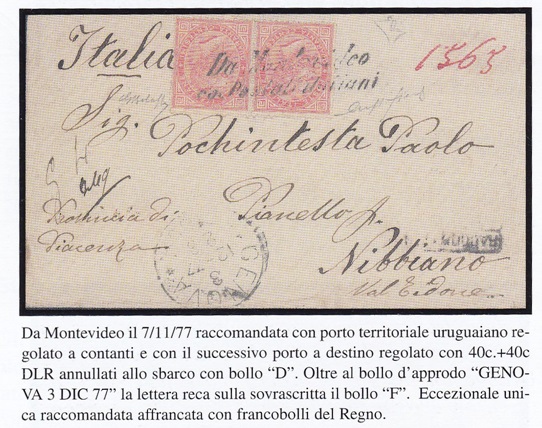 Italia
1363
Da Montevideo
coi Postali Italiani
Sig. Pochintesta Paolo
Provincia di
Piacenza
Pianello f.
Nibbiano
Val Tidone.
GENOVA
Da Montevideo il 7/11/77 raccomandata con porto territoriale uruguaiano re-
golato a contanti e con il successivo porto a destino regolato con 40c.+40c
DLR annullati allo sbarco con bollo “D”. Oltre al bollo d’approdo “GENO-
VA 3 DIC 77” la lettera reca sulla sovrascritta il bollo “F”.  Eccezionale uni-
ca raccomandata affrancata con francobolli del Regno.